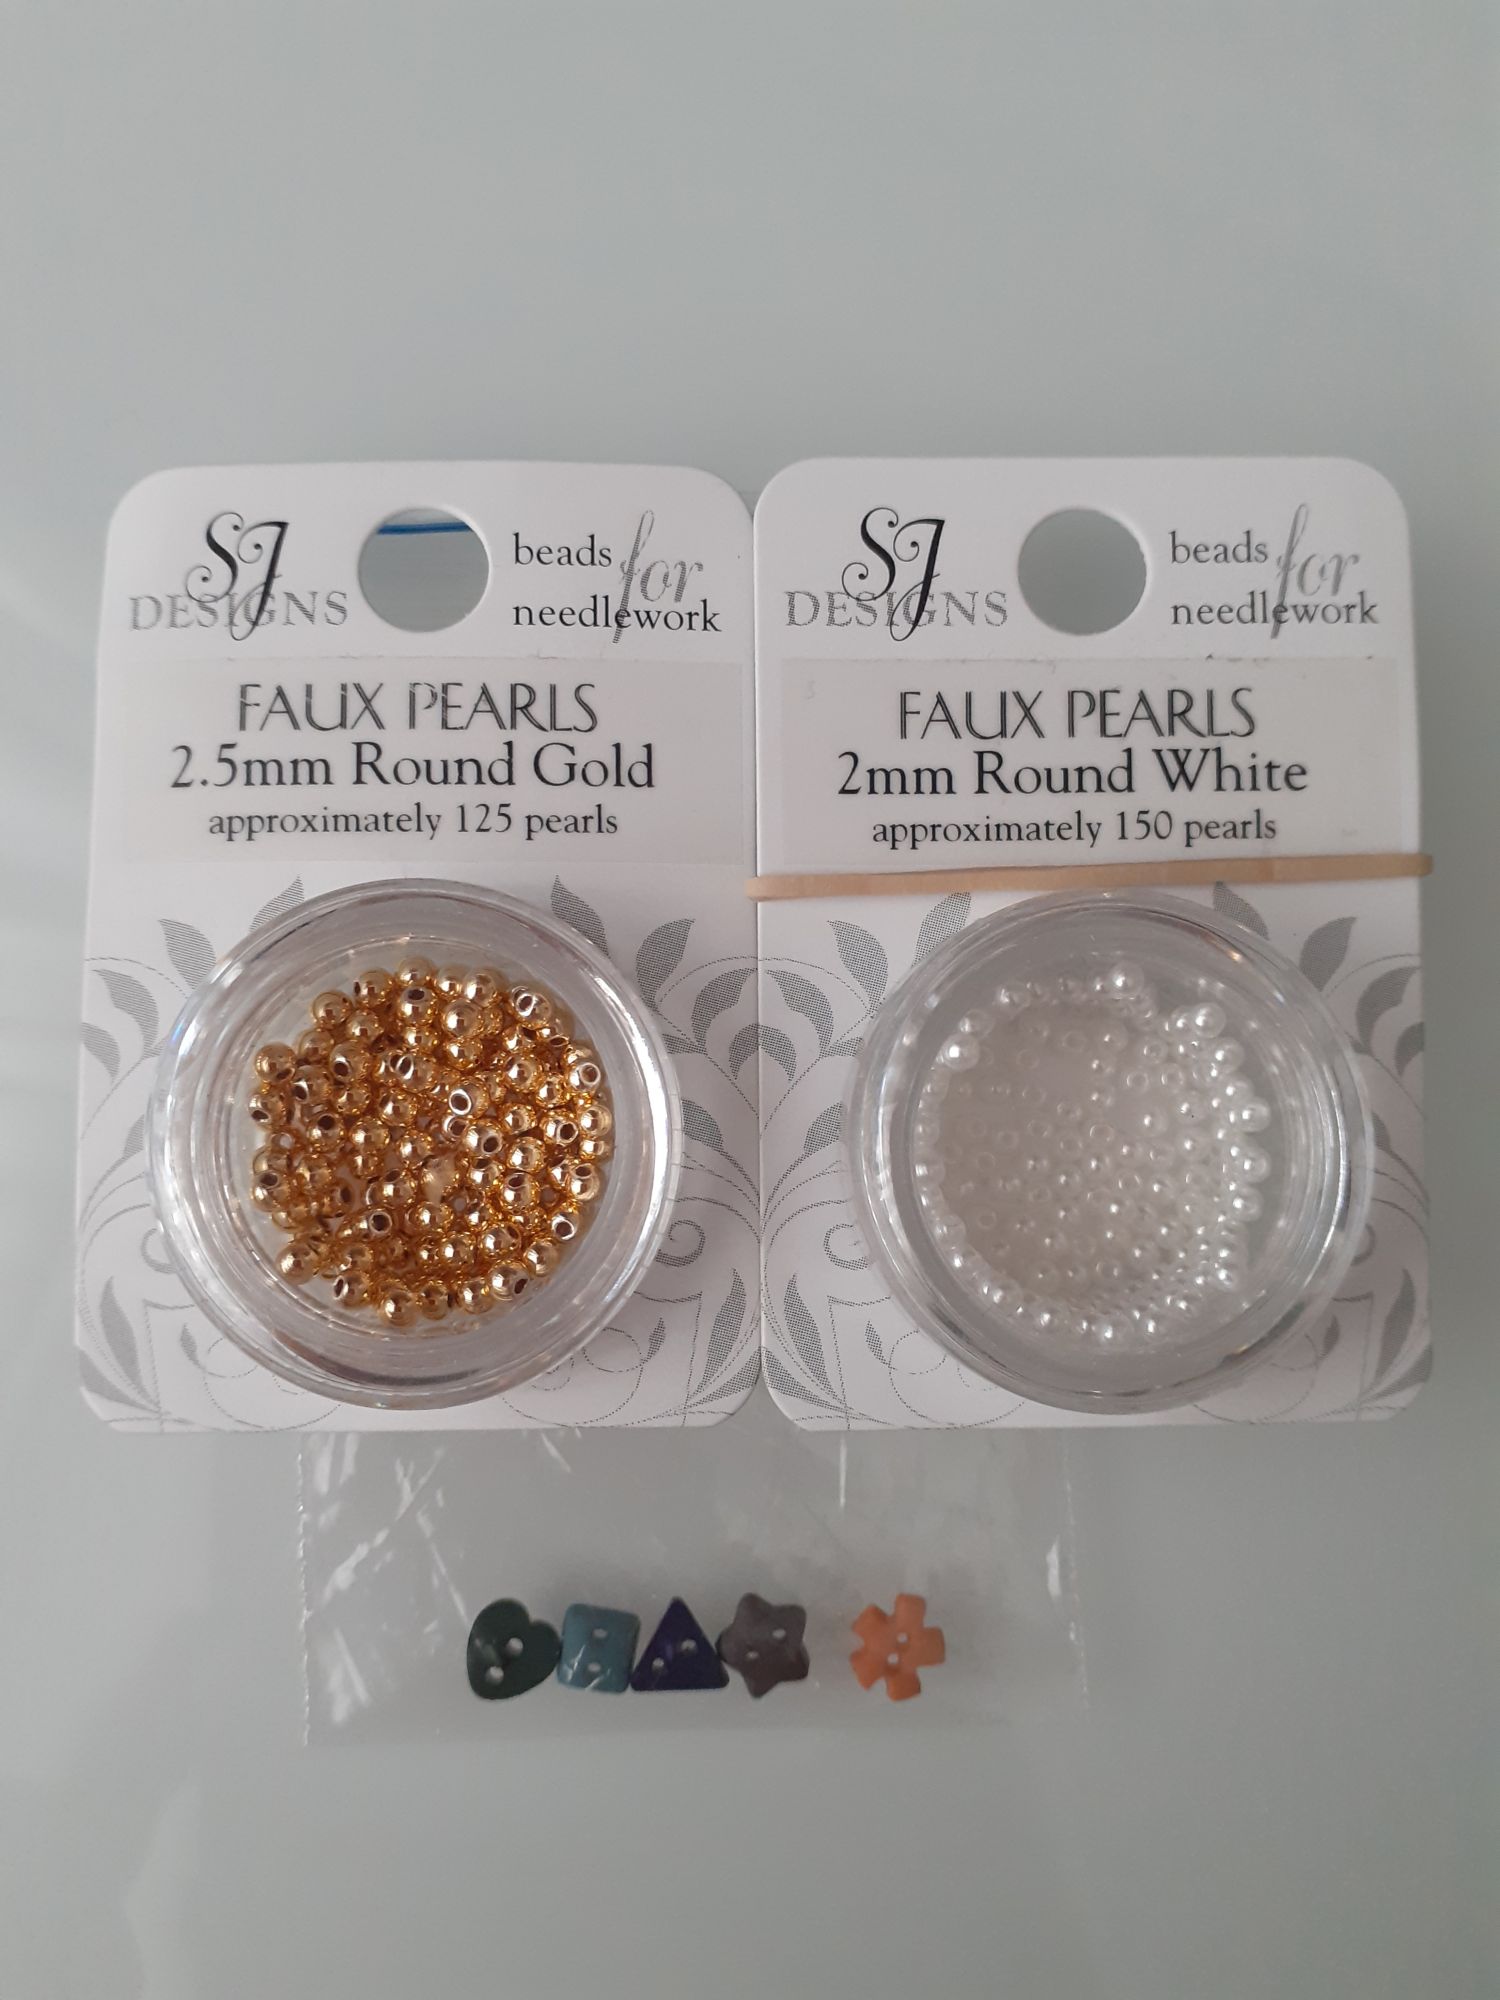 SJ
DESIGNS
beads for
needlework
FAUX PEARLS
2.5mm Round Gold
approximately 125 pearls
SJ
DESIGNS
beads for
needlework
FAUX PEARLS
2mm Round White
approximately 150 pearls